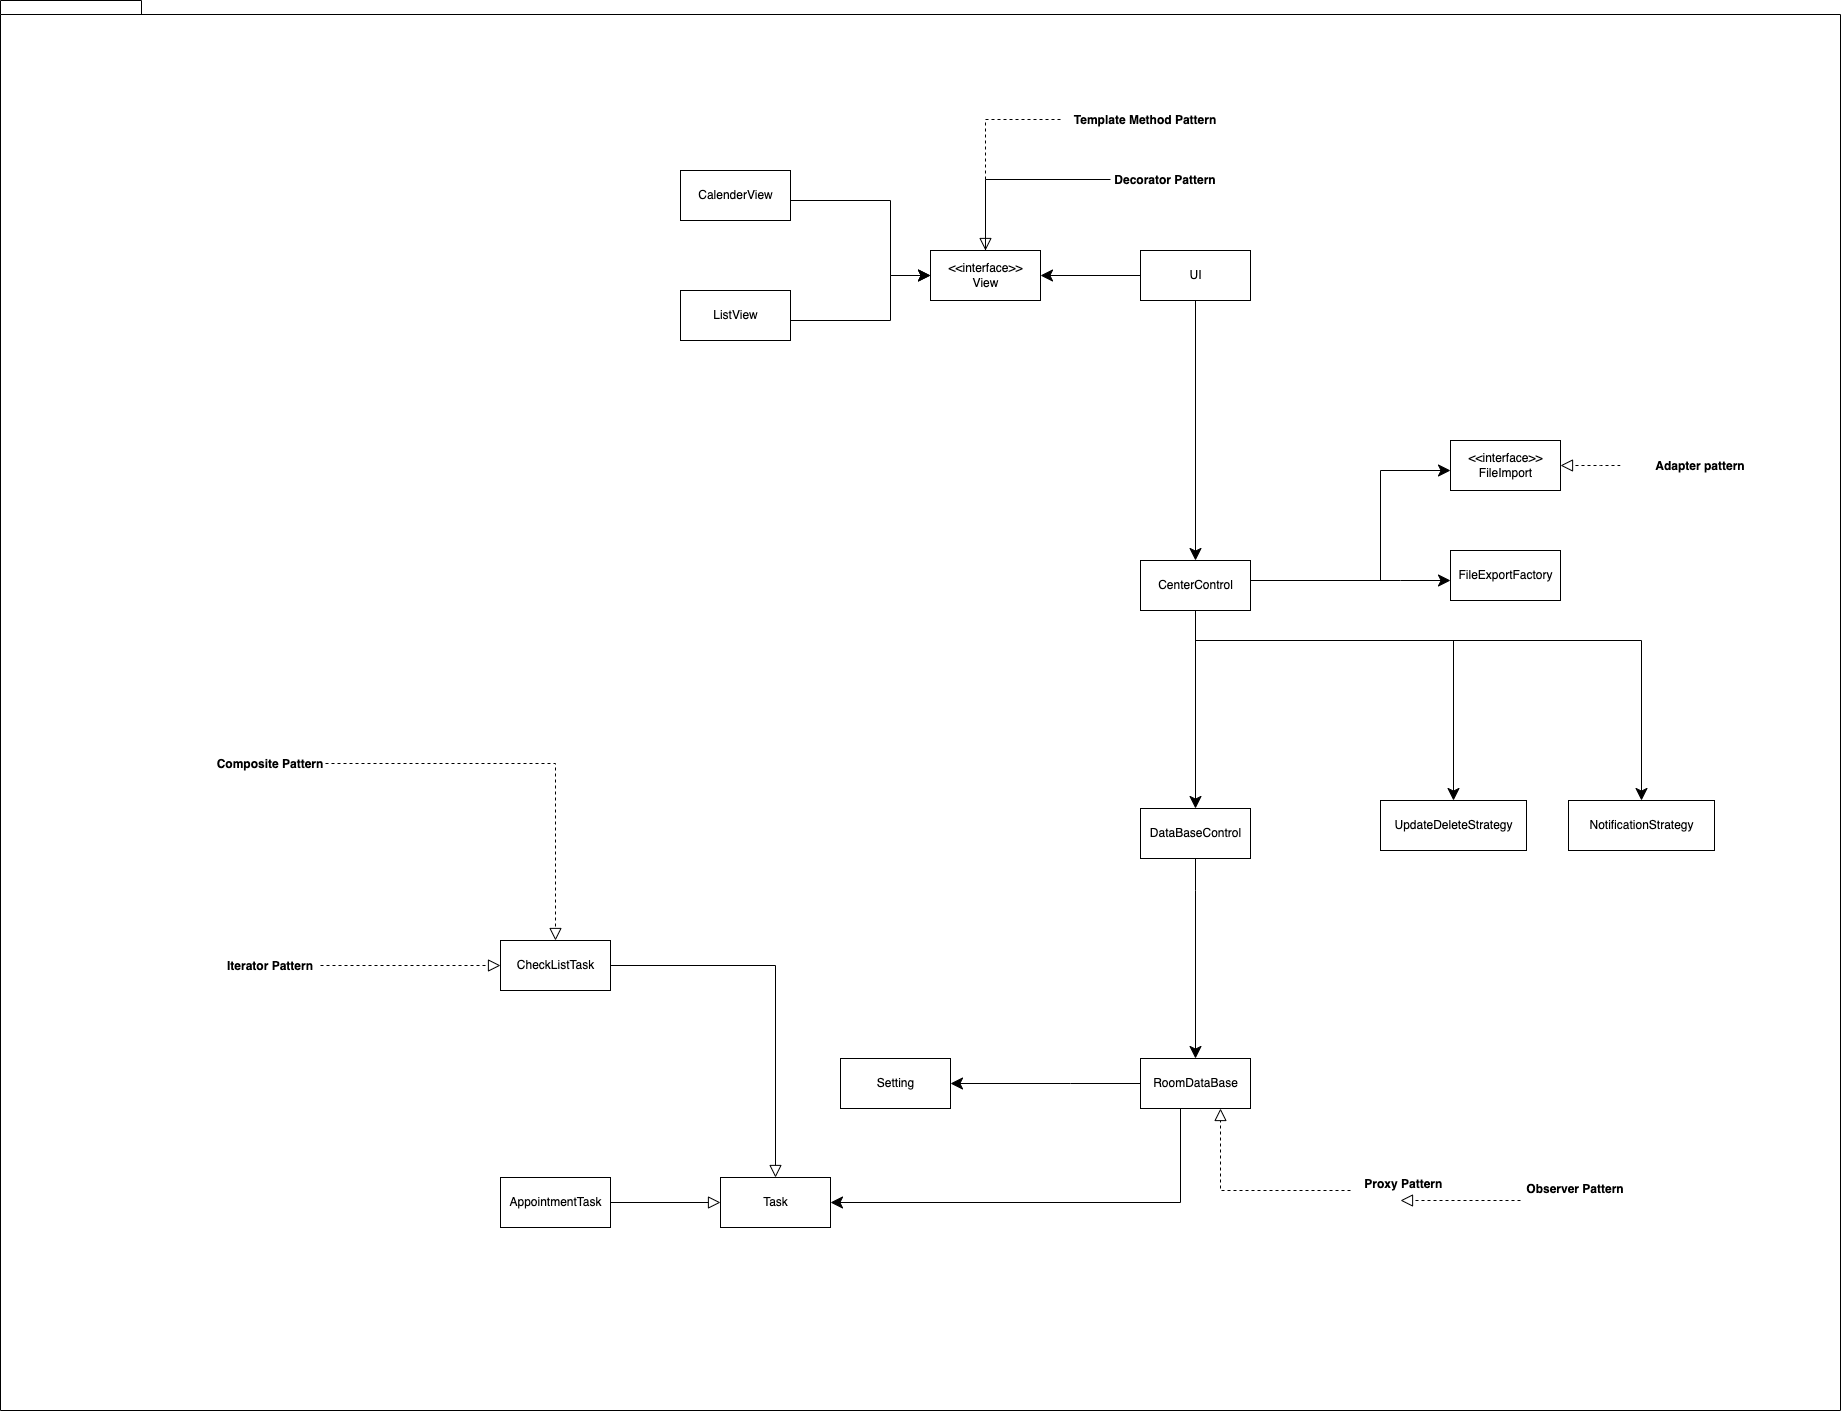 Template Method Pattern
Decorator Pattern
CalenderView
<<interface>>
View
UI
ListView
<<interface>>
FileImport
Adapter pattern
FileExportFactory
CenterControl
Composite Pattern
DataBaseControl
UpdateDeleteStrategy
NotificationStrategy
Iterator Pattern
CheckListTask
Setting
RoomDataBase
AppointmentTask
Task
Proxy Pattern
Observer Pattern